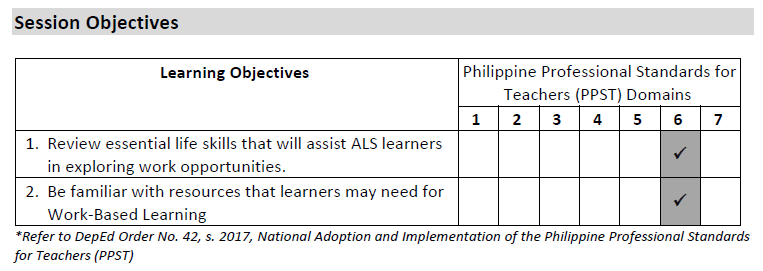 Session Objectives
Learning Objectives
Philippine Professional Standards for
Teachers (PPST) Domains
1 2 3 4 5 6 7
1. Review essential life skills that will assist ALS learners
in exploring work opportunities.
✓
2. Be familiar with resources that learners may need for
Work-Based Learning
✓
*Refer to DepEd Order No. 42, s. 2017, National Adoption and Implementation of the Philippine Professional Standards
for Teachers (PPST)